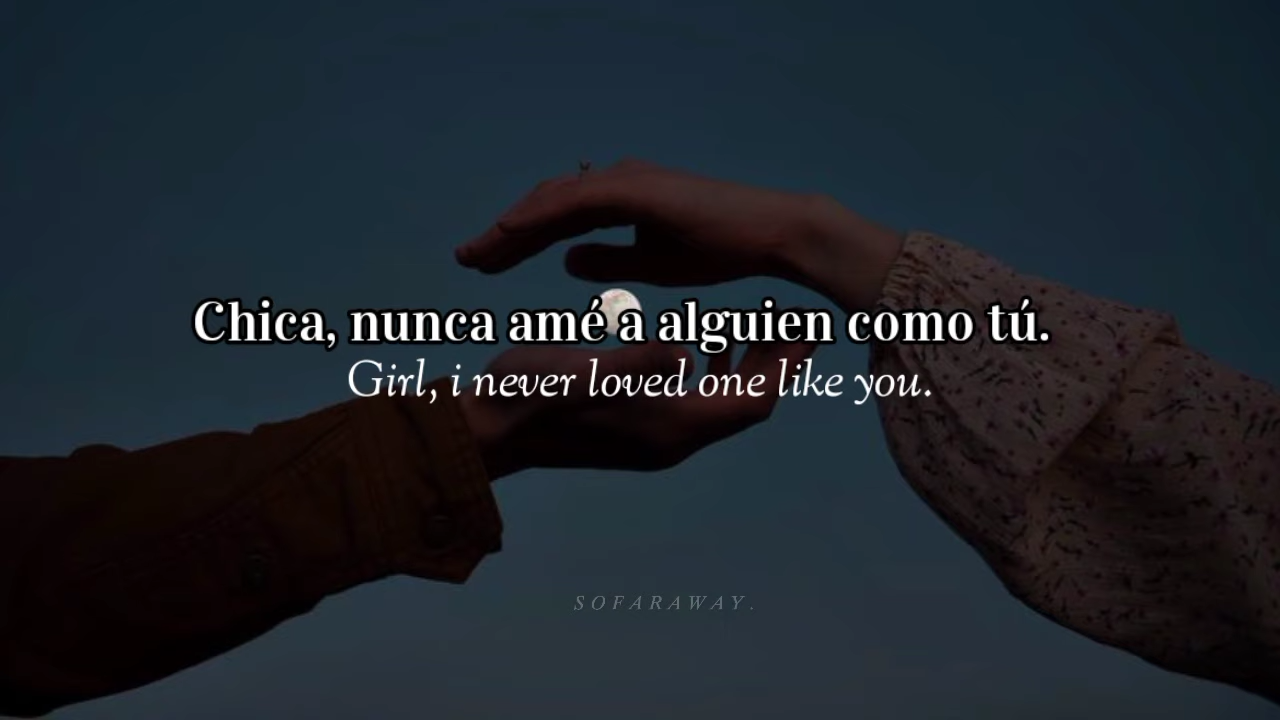 Chica, nunca amé a alguien como tú.
Girl, i never loved one like you.
SOFARAWAY.